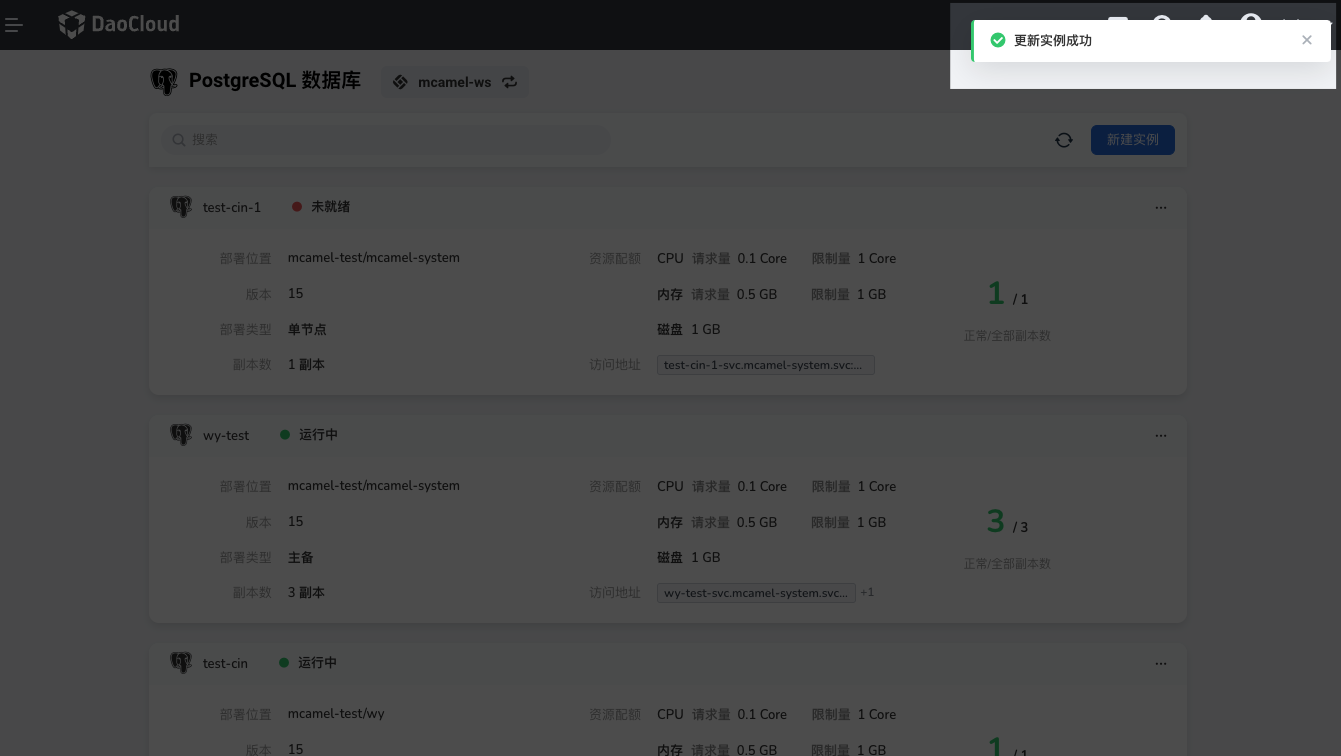 DaoCloud
更新实例成功
PostgreSQL 数据库
mcamel-ws
搜索
新建实例
test-cin-1
未就绪
部署位置 mcamel-test/mcamel-system 资源配额 CPU 请求量 0.1 Core 限制量 1 Core
版本 15 内存 请求量 0.5 GB 限制量 1 GB
1 / 1
部署类型 单节点 磁盘 1 GB 正常/全部副本数
副本数 1 副本 访问地址 test-cin-1-svc.mcamel-system.svc:...
wy-test
运行中
部署位置 mcamel-test/mcamel-system 资源配额 CPU 请求量 0.1 Core 限制量 1 Core
版本 15 内存 请求量 0.5 GB 限制量 1 GB
3 / 3
部署类型 主备 磁盘 1 GB 正常/全部副本数
副本数 3 副本 访问地址 wy-test-svc.mcamel-system.svc... +1
test-cin
运行中
部署位置 mcamel-test/wy 资源配额 CPU 请求量 0.1 Core 限制量 1 Core
版本 15 内存 请求量 0.5 GB 限制量 1 GB
1 / 1